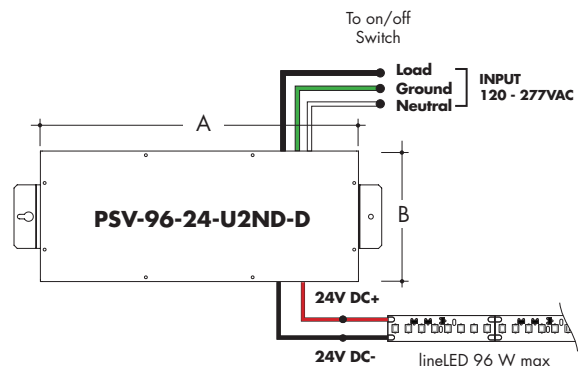 To on/off
Switch
Load
Ground
Neutral
INPUT
120 - 277VAC
A
B
PSV-96-24-U2ND-D
24V DC+
24V DC-
lineLED 96 W max